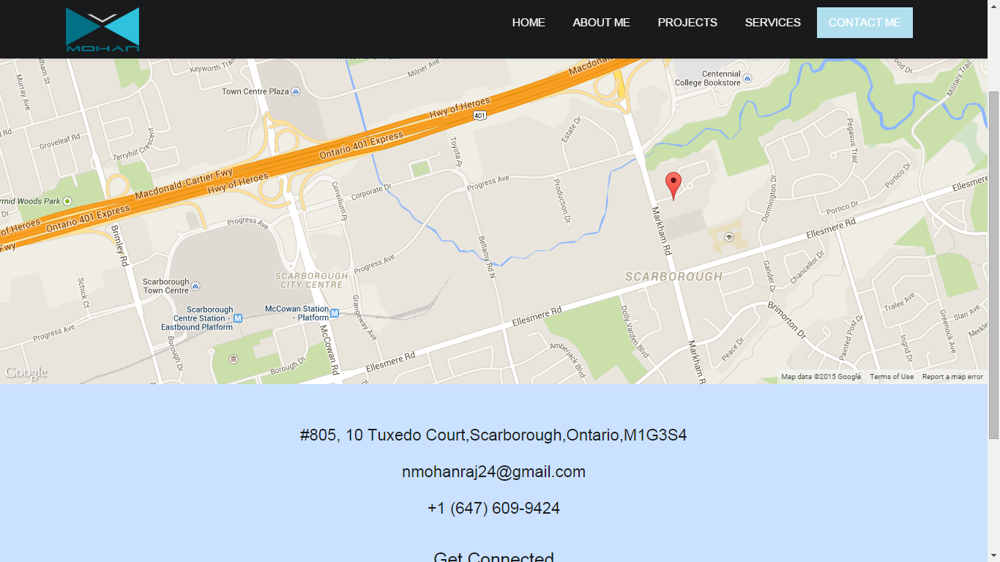 MOHAN
HOME
ABOUT ME
PROJECTS
SERVICES
CONTACT ME
Keyworth Trai
Milner Ave
Macdonald
Murray Ave
Town Centre Plaza
Centennial
College Bookstore
Military Trail
Hwy of Heroes
401
Groveleaf Rd
Terryhill Crescent
Ontario 401 Express
Toyota Pl
Estate Dr
Pegasus Trail
Macdonald-Cartier Fwy
Hwy of Heroes
Progress Ave
Portico Dr
Ellesmere
Consilium Pl
Corporate Dr
Production Dr
Dormington Dr
rmid Woods Park
Portico Dr
Ontario 401 Express
of Heroes
Fwy
Progress Ave
Markham Rd
Ellesmere Rd
Brimley Rd
Bellamy Rd N
Progress Ave
Chancellor Dr
Gander Dr
SCARBOROUGH
CITY CENTRE
SCARBOROUGH
Schick Ct
Scarborough
Town Centre
Scarborough
Centre Station -
Eastbound Platform
McCowan Station
- Platform
Grangeway Ave
Ellesmere Rd
Dolly Varden Blvd
Brimorton Dr
Tralee Ave
Slan Ave
Greenock Ave
Painted Post Dr
Progress Ave
Borough Dr
McCowan Rd
Borough Dr
Ellesmere Rd
Amberjack Blvd
Markham R
Peace Dr
Ingrid Dr
Merkle
Google
Map data ©2015 Google
Terms of Use
Report a map error
#805, 10 Tuxedo Court,Scarborough,Ontario,M1G3S4
nmohanraj24@gmail.com
+1 (647) 609-9424
Get Connected